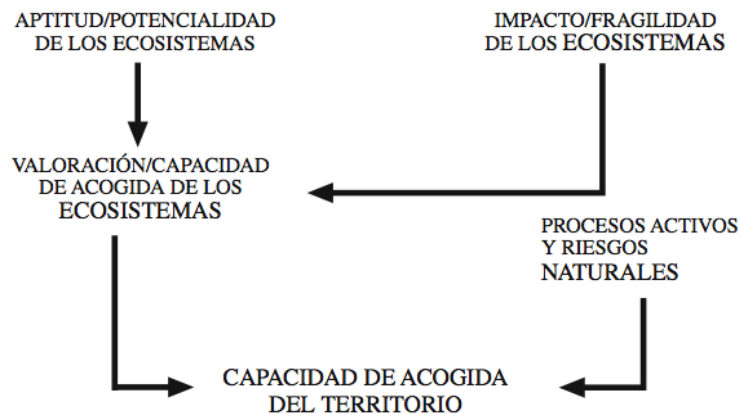 APTITUD/POTENCIALIDAD
DE LOS ECOSISTEMAS
IMPACTO/FRAGILIDAD
DE LOS ECOSISTEMAS
VALORACIÓN/CAPACIDAD
DE ACOGIDA DE LOS
ECOSISTEMAS
PROCESOS ACTIVOS
Y RIESGOS
NATURALES
CAPACIDAD DE ACOGIDA
DEL TERRITORIO